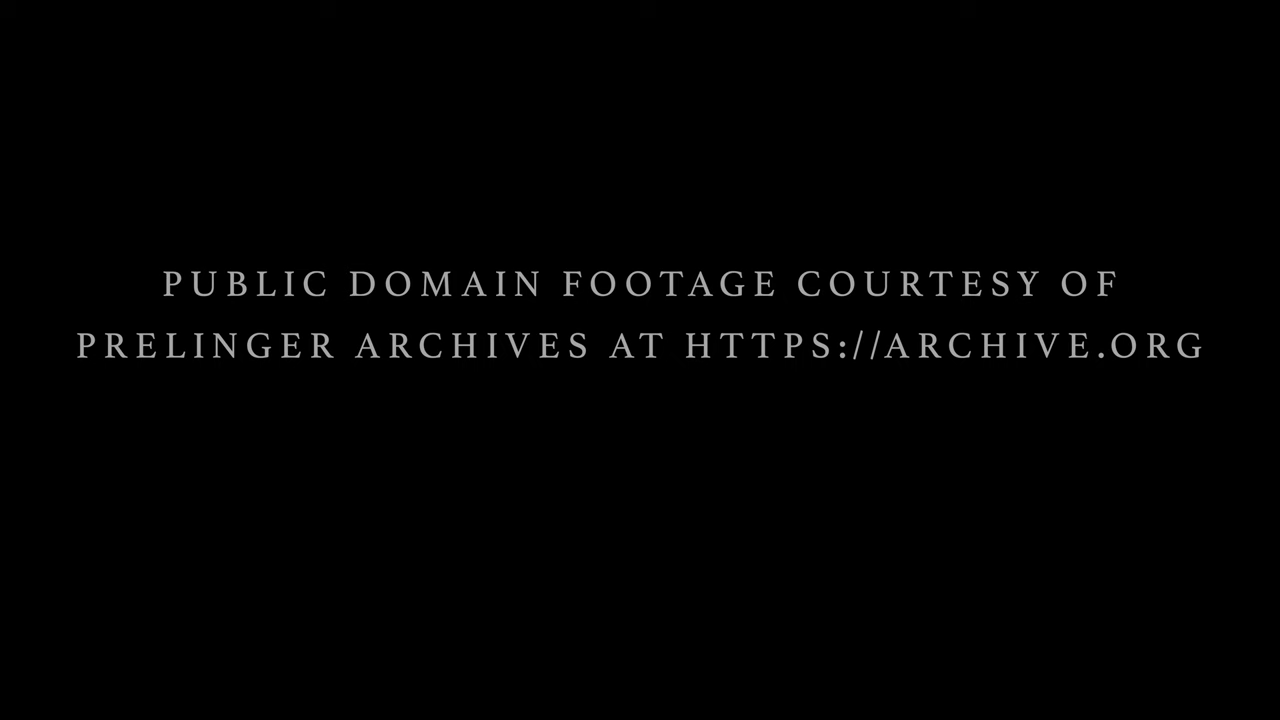 PUBLIC DOMAIN FOOTAGE COURTESY OF
PRELINGER ARCHIVES AT HTTPS://ARCHIVE.ORG